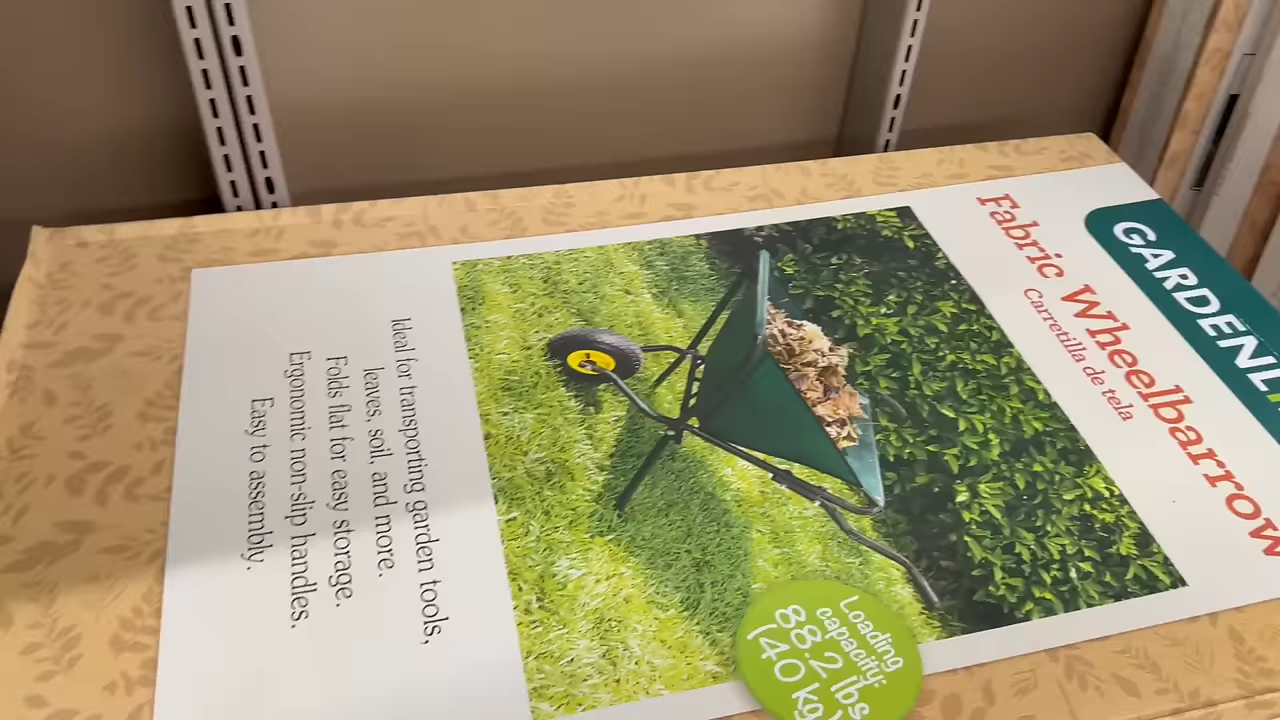 GARDENLI
Fabric Wheelbarrow
Carretilla de tela
Loading
capacity:
88.2 lbs
(40 kg)
Ideal for transporting garden tools,
leaves, soil, and more.
Folds flat for easy storage.
Ergonomic non-slip handles.
Easy to assembly.